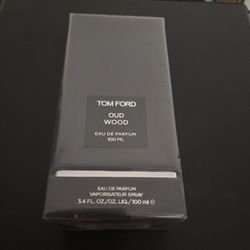 TOM FORD
OUD
WOOD
EAU DE PARFUM
100 ML
EAU DE PARFUM
VAPORISATEUR SPRAY
3.4 FL. OZ./OZ. LIQ./100 ml ℮